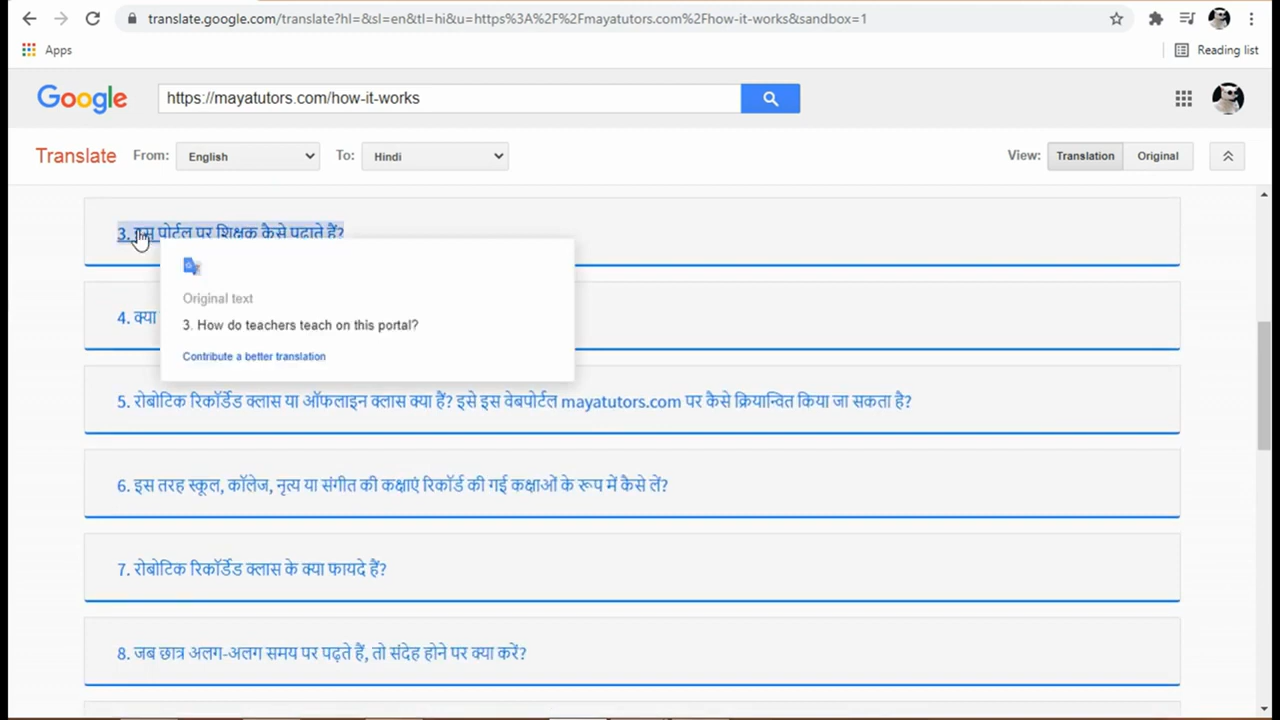 translate.google.com/translate?hl=&sl=en&tl=hi&u=https%3A%2F%2Fmayatutors.com%2Fhow-it-works&sandbox=1
Apps
Reading list
Google
https://mayatutors.com/how-it-works
Translate From: English To: Hindi View: Translation Original
3. इस पोर्टल पर शिक्षक कैसे पढ़ाते हैं?
Original text
3. How do teachers teach on this portal?
Contribute a better translation
4. क्या
5. रोबोटिक रिकॉर्डेड क्लास या ऑफलाइन क्लास क्या हैं? इसे इस वेबपोर्टल mayatutors.com पर कैसे क्रियान्वित किया जा सकता है?
6. इस तरह स्कूल, कॉलेज, नृत्य या संगीत की कक्षाएं रिकॉर्ड की गई कक्षाओं के रूप में कैसे लें?
7. रोबोटिक रिकॉर्डेड क्लास के क्या फायदे हैं?
8. जब छात्र अलग-अलग समय पर पढ़ते हैं, तो संदेह होने पर क्या करें?